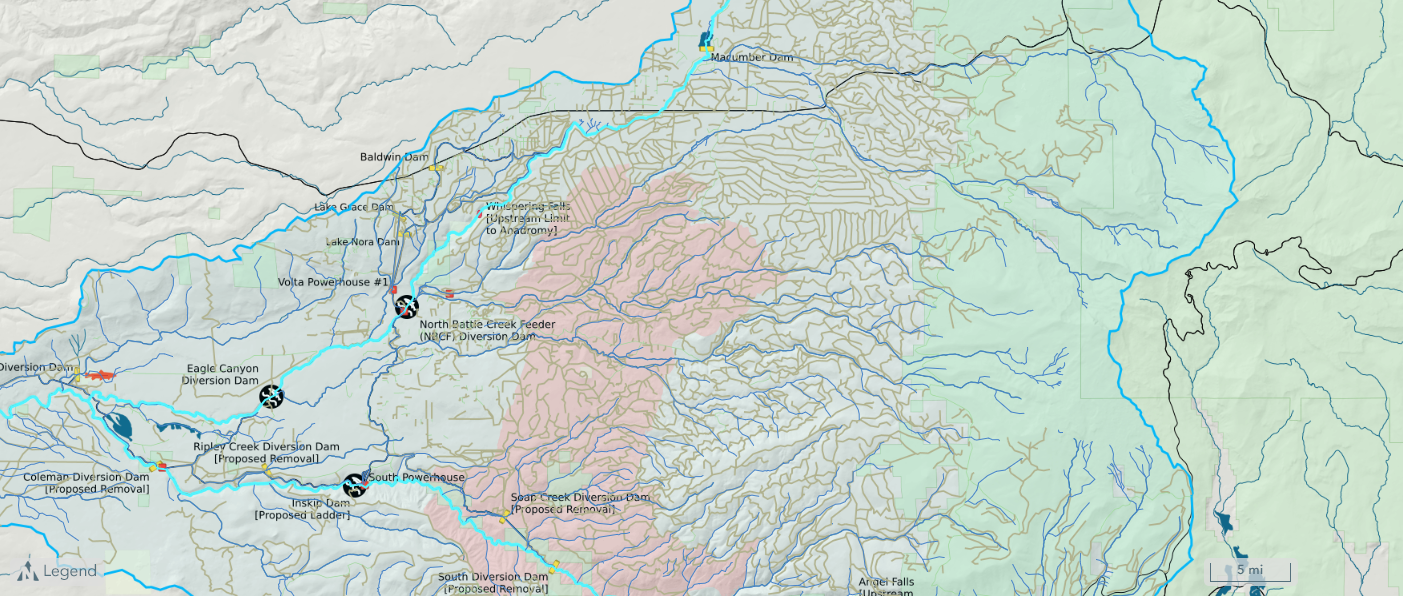 Macumber Dam
Baldwin Dam
Lake Grace Dam
Whispering Falls
[Upstream Limit
to Anadromy]
Lake Nora Dam
Volta Powerhouse #1
North Battle Creek Feeder
(NBCF) Diversion Dam
Diversion Dam
Eagle Canyon
Diversion Dam
Ripley Creek Diversion Dam
[Proposed Removal]
Coleman Diversion Dam
[Proposed Removal]
South Powerhouse
Inskip Dam
[Proposed Ladder]
Soap Creek Diversion Dam
[Proposed Removal]
South Diversion Dam
[Proposed Removal]
Angel Falls
[Upstream
Legend
5 mi